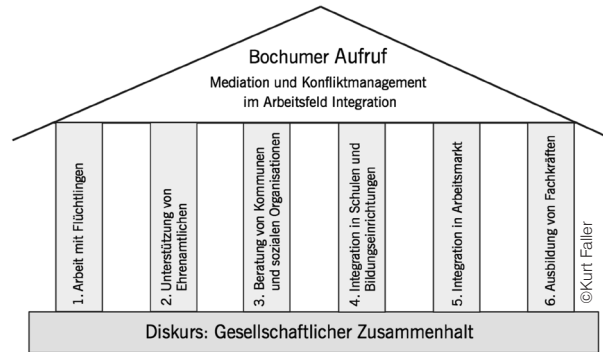 Bochumer Aufruf
Mediation und Konfliktmanagement
im Arbeitsfeld Integration
1. Arbeit mit Flüchtlingen
2. Unterstützung von
Ehrenamtlichen
3. Beratung von Kommunen
und sozialen Organisationen
4. Integration in Schulen und
Bildungseinrichtungen
5. Integration in Arbeitsmarkt
6. Ausbildung von Fachkräften
©Kurt Faller
Diskurs: Gesellschaftlicher Zusammenhalt